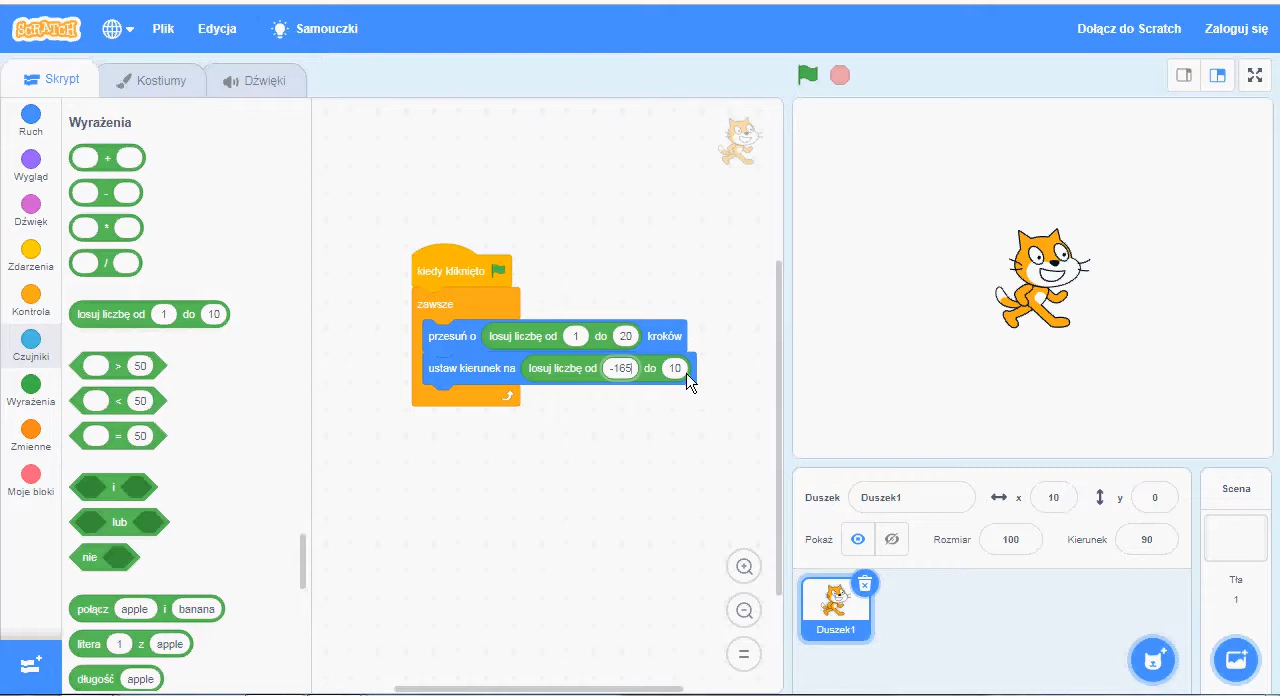 SCRATCH
Plik
Edycja
Samouczki
Dołącz do Scratch
Zaloguj się
Skrypt
Kostiumy
Dźwięki
Ruch
Wygląd
Dźwięk
Zdarzenia
Kontrola
Czujniki
Wyrażenia
Zmienne
Moje bloki
Wyrażenia
+
-
*
/
losuj liczbę od 1 do 10
> 50
< 50
= 50
i
lub
nie
połącz apple i banana
litera 1 z apple
długość apple
kiedy kliknięto
zawsze
przesuń o losuj liczbę od 1 do 20 kroków
ustaw kierunek na losuj liczbę od -165 do 10
Duszek Duszek1 x 10 y 0
Pokaż Rozmiar 100 Kierunek 90
Duszek1
Scena
Tła
1